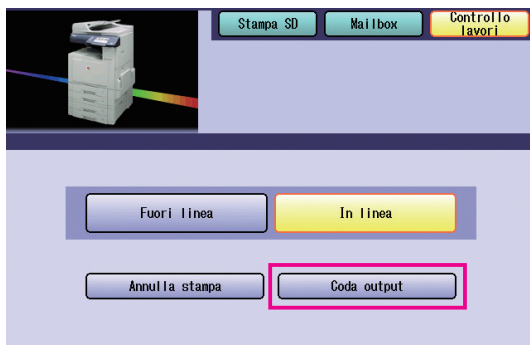 Stampa SD
Mailbox
Controllo
lavori
Fuori linea
In linea
Annulla stampa
Coda output